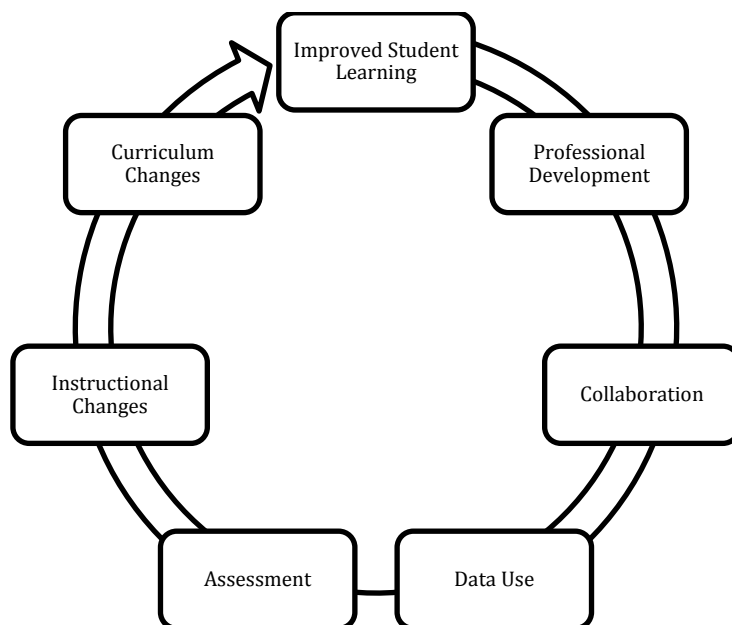 Improved Student
Learning
Professional
Development
Collaboration
Data Use
Assessment
Instructional
Changes
Curriculum
Changes